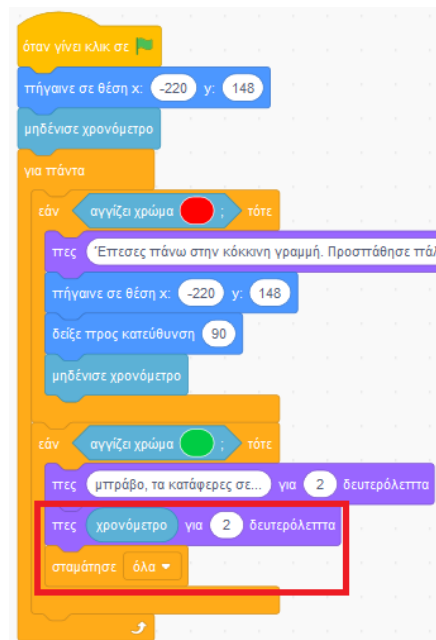 όταν γίνει κλικ σε
πήγαινε σε θέση x: -220 y: 148
μηδένισε χρονόμετρο
για πάντα
εάν αγγίζει χρώμα ; τότε
πες Έπεσες πάνω στην κόκκινη γραμμή. Προσπάθησε πάλ
πήγαινε σε θέση x: -220 y: 148
δείξε προς κατεύθυνση 90
μηδένισε χρονόμετρο
εάν αγγίζει χρώμα ; τότε
πες μπράβο, τα κατάφερες σε... για 2 δευτερόλεπτα
πες χρονόμετρο για 2 δευτερόλεπτα
σταμάτησε όλα